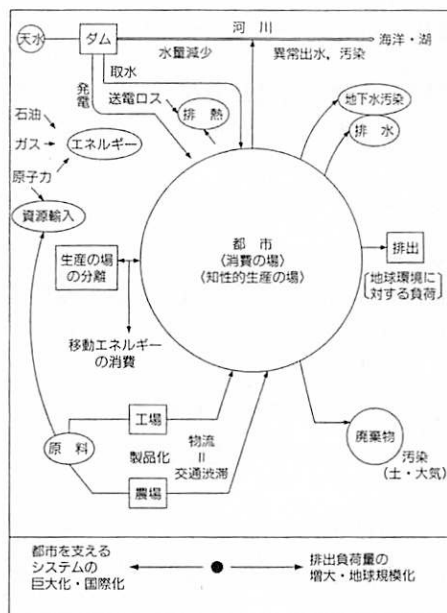 河川
天水
ダム
海洋・湖
水量減少
異常出水，汚染
取水
発電
送電ロス
排熱
地下水汚染
排水
石油
ガス
原子力
エネルギー
資源輸入
都市
〈消費の場〉
〈知性的生産の場〉
生産の場
の分離
排出
〔地球環境に
対する負荷〕
移動エネルギー
の消費
工場
原料
製品化
物流
＝
交通渋滞
農場
廃棄物
汚染
（土・大気）
都市を支える
システムの
巨大化・国際化
排出負荷量の
増大・地球規模化